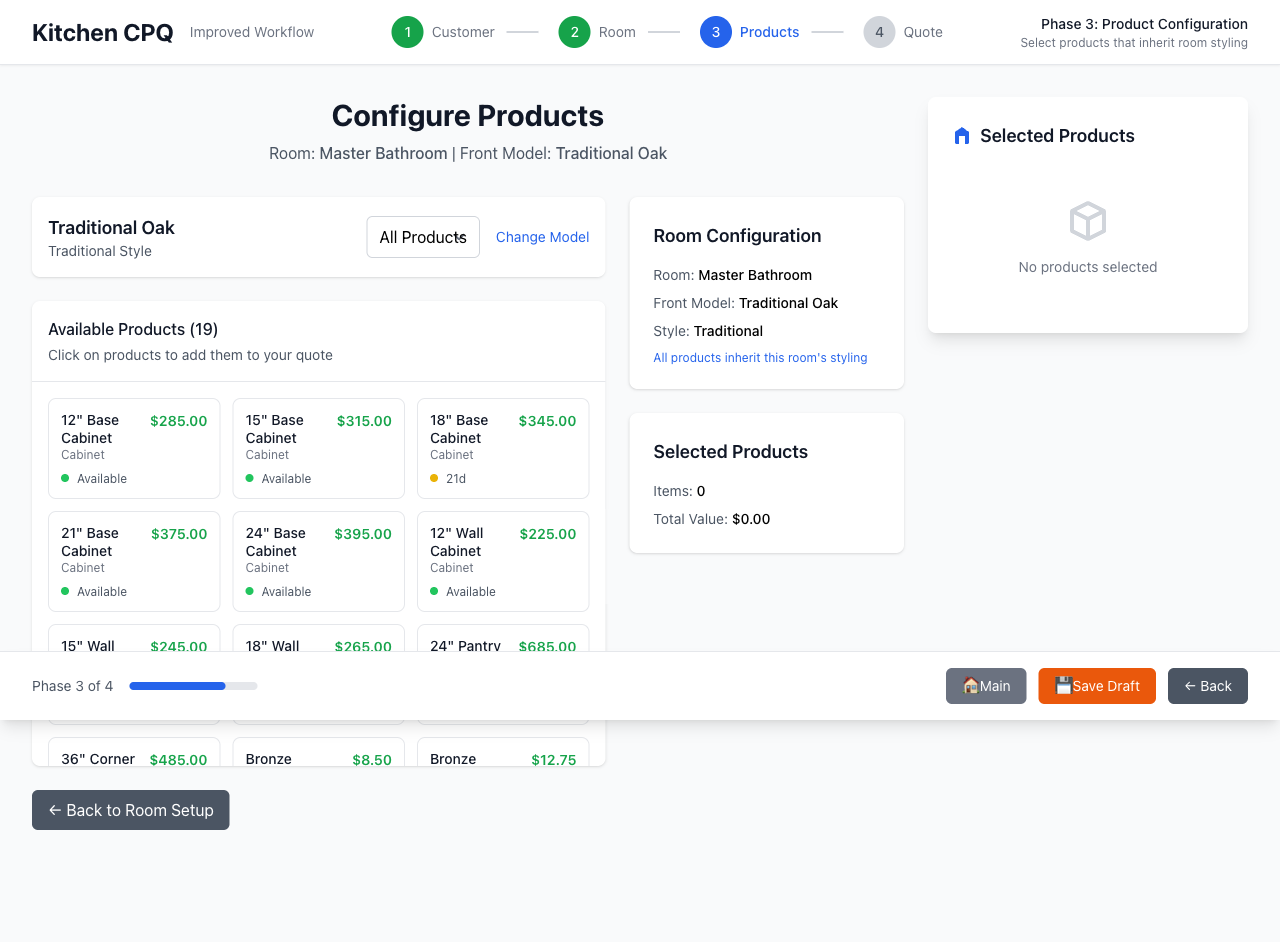 Kitchen CPQ
Improved Workflow
1 Customer
2 Room
3 Products
4 Quote
Phase 3: Product Configuration
Select products that inherit room styling
Configure Products
Room: Master Bathroom | Front Model: Traditional Oak
Traditional Oak
Traditional Style
All Products
Change Model
Available Products (19)
Click on products to add them to your quote
12" Base Cabinet
$285.00
Cabinet
Available
15" Base Cabinet
$315.00
Cabinet
Available
18" Base Cabinet
$345.00
Cabinet
21d
21" Base Cabinet
$375.00
Cabinet
Available
24" Base Cabinet
$395.00
Cabinet
Available
12" Wall Cabinet
$225.00
Cabinet
Available
15" Wall
$245.00
18" Wall
$265.00
24" Pantry
$685.00
36" Corner
$485.00
Bronze
$8.50
Bronze
$12.75
Room Configuration
Room: Master Bathroom
Front Model: Traditional Oak
Style: Traditional
All products inherit this room's styling
Selected Products
Items: 0
Total Value: $0.00
Selected Products
No products selected
Phase 3 of 4
🏠Main
💾Save Draft
← Back
← Back to Room Setup